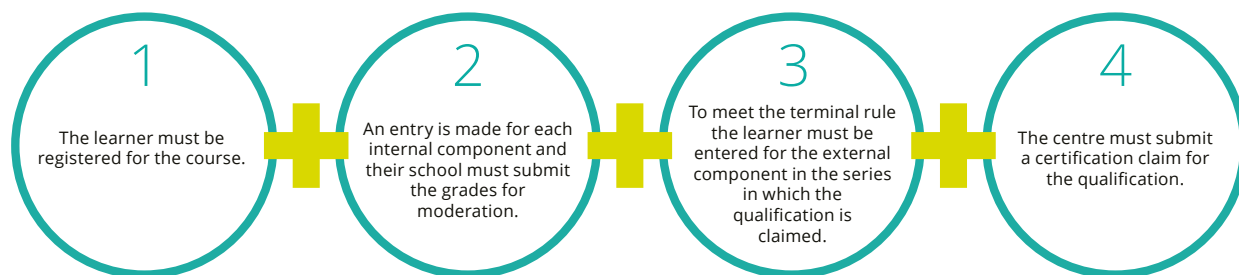 1
The learner must be
registered for the course.
2
An entry is made for each
internal component and
their school must submit
the grades for
moderation.
3
To meet the terminal rule
the learner must be
entered for the external
component in the series
in which the
qualification is
claimed.
4
The centre must submit
a certification claim for
the qualification.